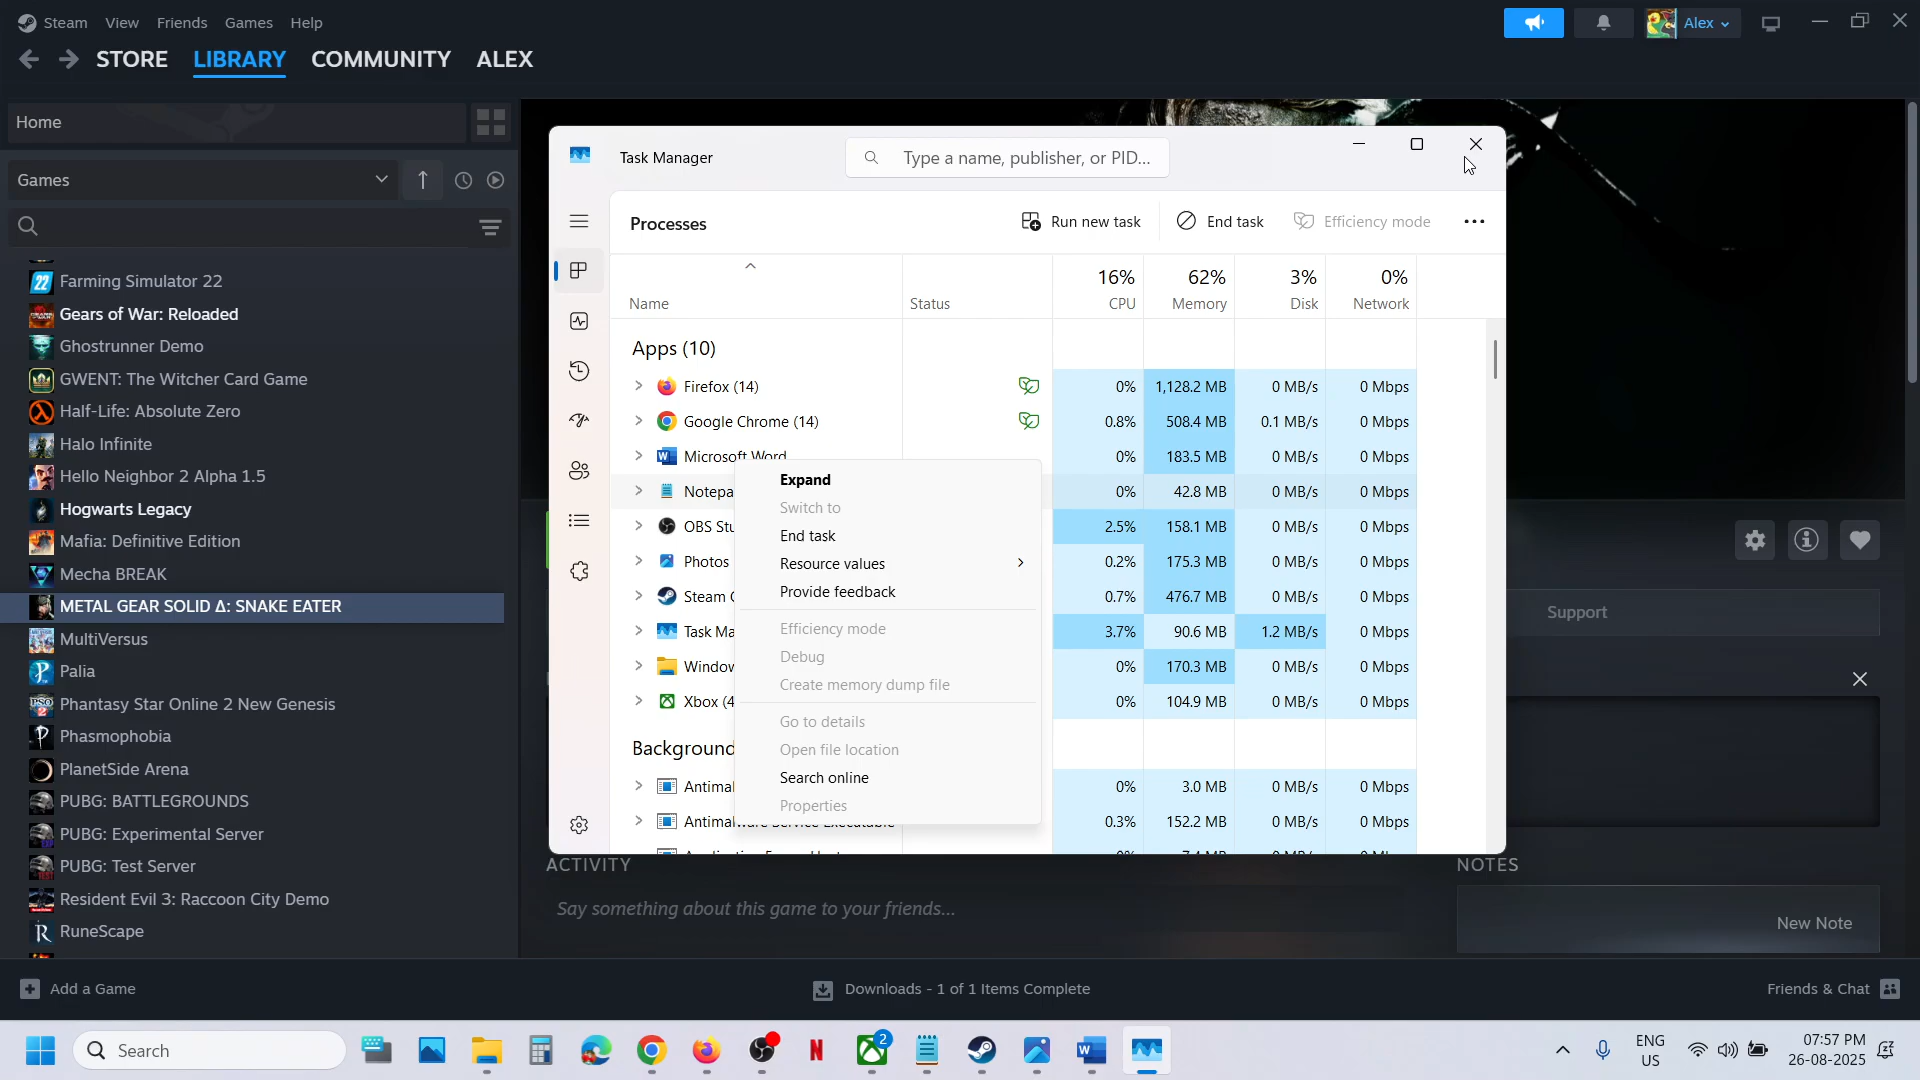 Steam View Friends Games Help
Alex
STORE LIBRARY COMMUNITY ALEX
Home
Games
Farming Simulator 22
Gears of War: Reloaded
Ghostrunner Demo
GWENT: The Witcher Card Game
Half-Life: Absolute Zero
Halo Infinite
Hello Neighbor 2 Alpha 1.5
Hogwarts Legacy
Mafia: Definitive Edition
Mecha BREAK
METAL GEAR SOLID Δ: SNAKE EATER
MultiVersus
Palia
Phantasy Star Online 2 New Genesis
Phasmophobia
PlanetSide Arena
PUBG: BATTLEGROUNDS
PUBG: Experimental Server
PUBG: Test Server
Resident Evil 3: Raccoon City Demo
RuneScape
Task Manager
Type a name, publisher, or PID...
Processes
Run new task
End task
Efficiency mode
Name Status 16% CPU 62% Memory 3% Disk 0% Network
Apps (10)
Firefox (14) 0% 1,128.2 MB 0 MB/s 0 Mbps
Google Chrome (14) 0.8% 508.4 MB 0.1 MB/s 0 Mbps
Microsoft Word 0% 183.5 MB 0 MB/s 0 Mbps
Notepa 0% 42.8 MB 0 MB/s 0 Mbps
OBS Stu 2.5% 158.1 MB 0 MB/s 0 Mbps
Photos 0.2% 175.3 MB 0 MB/s 0 Mbps
Steam 0.7% 476.7 MB 0 MB/s 0 Mbps
Task Ma 3.7% 90.6 MB 1.2 MB/s 0 Mbps
Window 0% 170.3 MB 0 MB/s 0 Mbps
Xbox (4 0% 104.9 MB 0 MB/s 0 Mbps
Background
Antimal 0% 3.0 MB 0 MB/s 0 Mbps
Antimalware Service Executable 0.3% 152.2 MB 0 MB/s 0 Mbps
Expand
Switch to
End task
Resource values
Provide feedback
Efficiency mode
Debug
Create memory dump file
Go to details
Open file location
Search online
Properties
Support
ACTIVITY
Say something about this game to your friends...
NOTES
New Note
Add a Game
Downloads - 1 of 1 Items Complete
Friends & Chat
Search
2
ENG
US
07:57 PM
26-08-2025